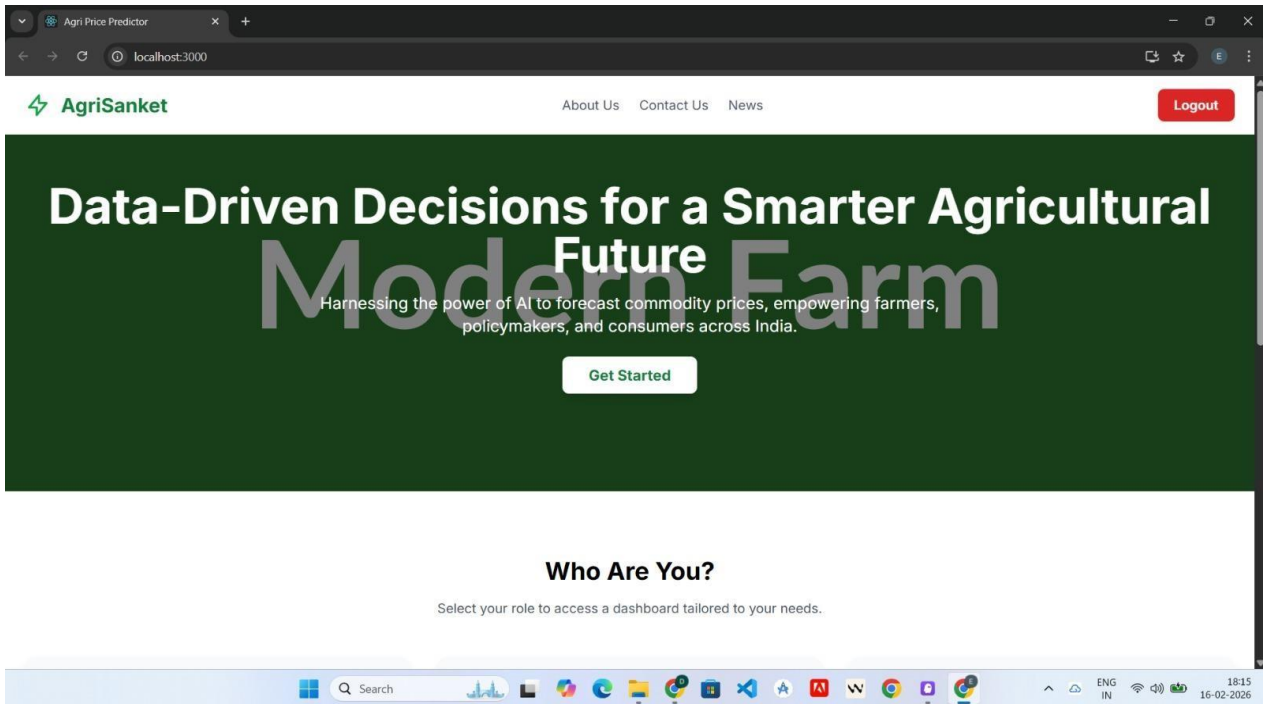 Agri Price Predictor
localhost:3000
E
AgriSanket
About Us Contact Us News
Logout
Modern Farm
Data-Driven Decisions for a Smarter Agricultural
Future
Harnessing the power of AI to forecast commodity prices, empowering farmers,
policymakers, and consumers across India.
Get Started
Who Are You?
Select your role to access a dashboard tailored to your needs.
Search
ENG
IN
18:15
16-02-2026